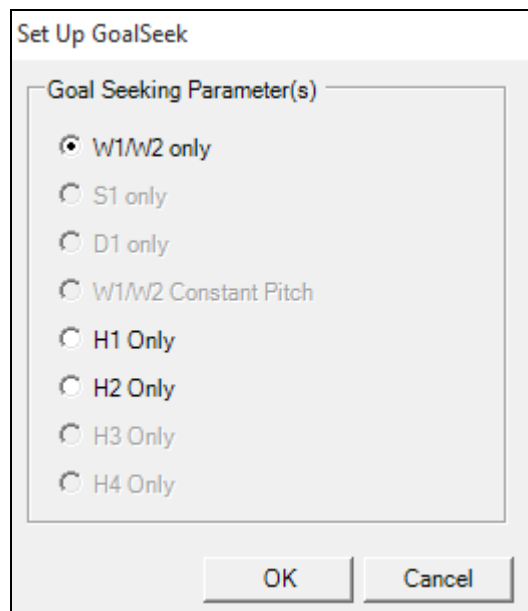 Set Up GoalSeek
Goal Seeking Parameter(s)
W1/W2 only
S1 only
D1 only
W1/W2 Constant Pitch
H1 Only
H2 Only
H3 Only
H4 Only
OK Cancel